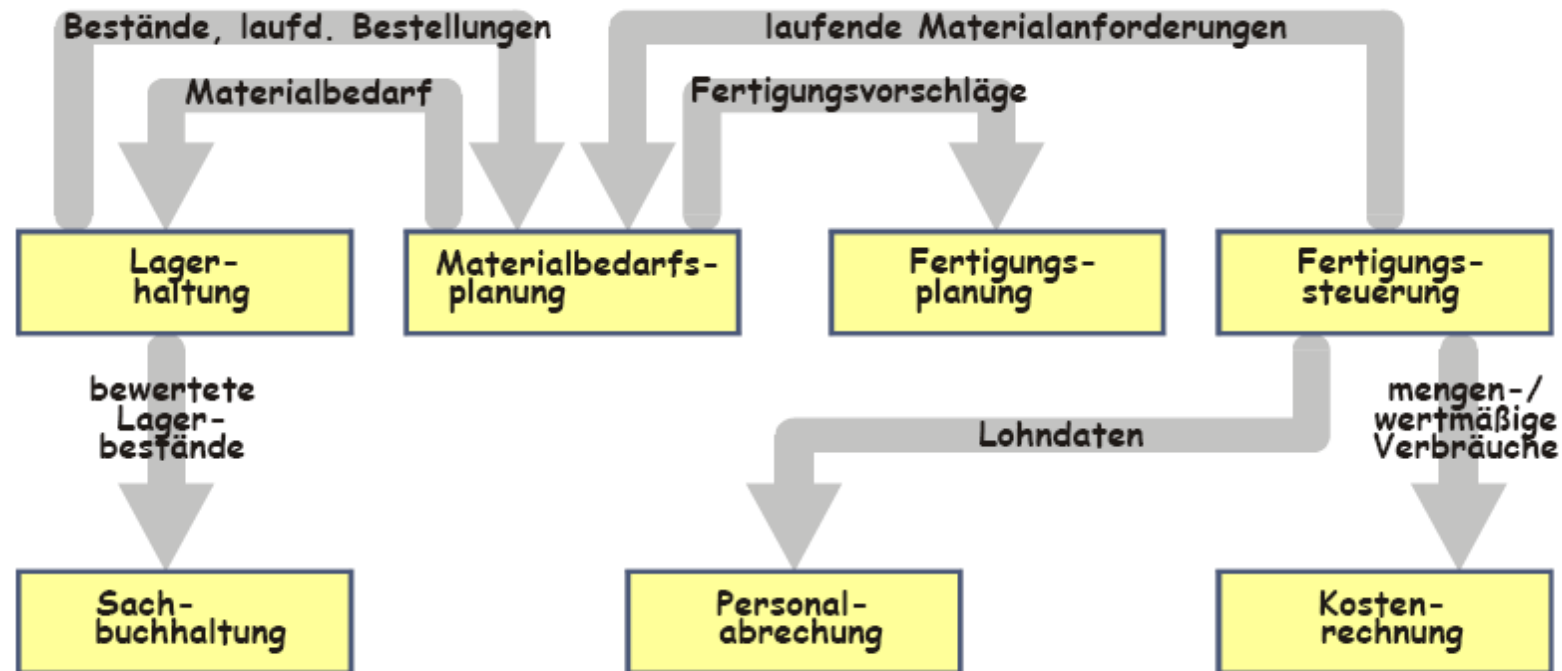 Bestände, laufd. Bestellungen
laufende Materialanforderungen
Materialbedarf
Fertigungsvorschläge
Lager-
haltung
Materialbedarfs-
planung
Fertigungs-
planung
Fertigungs-
steuerung
bewertete
Lager-
bestände
Lohndaten
mengen-/
wertmäßige
Verbräuche
Sach-
buchhaltung
Personal-
abrechung
Kosten-
rechnung